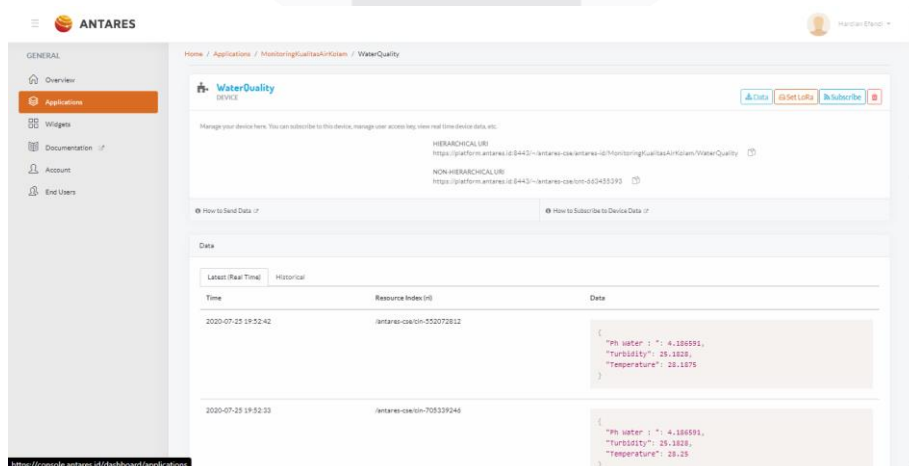 ANTARES
Hardian Efendi
GENERAL
Overview
Applications
Widgets
Documentation
Account
End Users
Home / Applications / MonitoringKualitasAirKolam / WaterQuality
WaterQuality
DEVICE
Data
Set LoRa
Subscribe
Manage your device here. You can subscribe to this device, manage user access key, view real time device data, etc.
HIERARCHICAL URI
https://platform.antares.id:8443/~/antares-cse/antares-id/MonitoringKualitasAirKolam/WaterQuality
NON-HIERARCHICAL URI
https://platform.antares.id:8443/~/antares-cse/cnt-663455393
How to Send Data
How to Subscribe to Device Data
Data
Latest (Real Time)
Historical
Time Resource Index (ri) Data
2020-07-25 19:52:42 /antares-cse/cin-552072812
{
"Ph Water : ": 4.186591,
"Turbidity": 25.1828,
"Temperature": 28.1875
}
2020-07-25 19:52:33 /antares-cse/cin-705339246
{
"Ph Water : ": 4.186591,
"Turbidity": 25.1828,
"Temperature": 28.25
}
https://console.antares.id/dashboard/applications